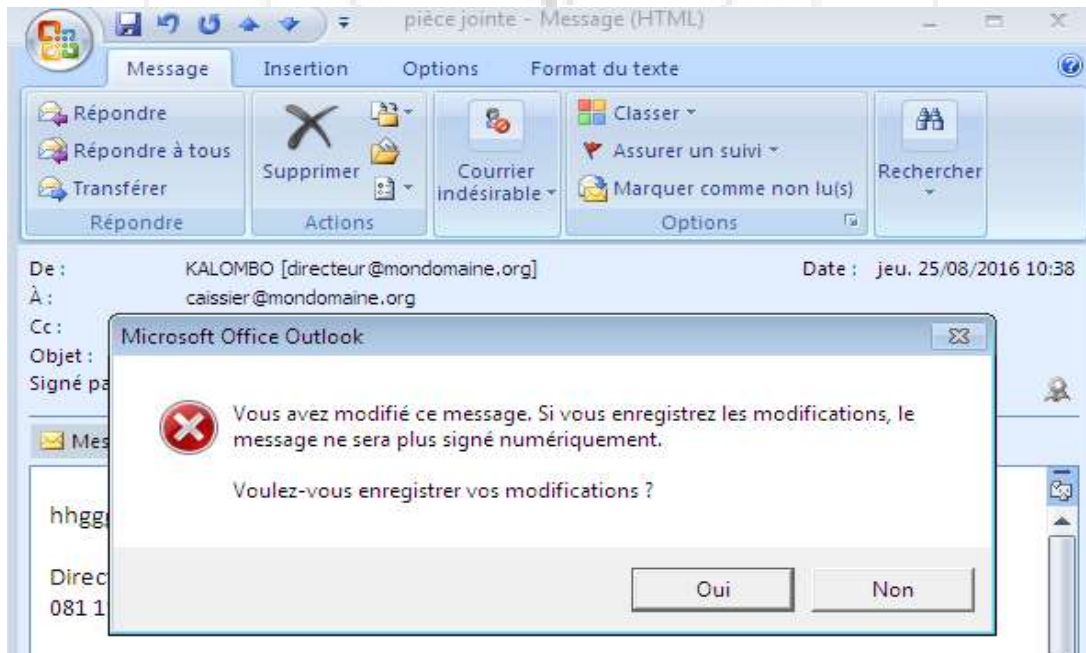 pièce jointe - Message (HTML)
Message Insertion Options Format du texte
Répondre
Répondre à tous
Transférer
Répondre
Supprimer
Actions
Courrier
indésirable
Classer
Assurer un suivi
Marquer comme non lu(s)
Options
Rechercher
De : KALOMBO [directeur@mondomaine.org] Date : jeu. 25/08/2016 10:38
À : caissier@mondomaine.org
Cc :
Objet :
Signé
Microsoft Office Outlook
Vous avez modifié ce message. Si vous enregistrez les modifications, le
message ne sera plus signé numériquement.
Voulez-vous enregistrer vos modifications ?
Oui Non
081